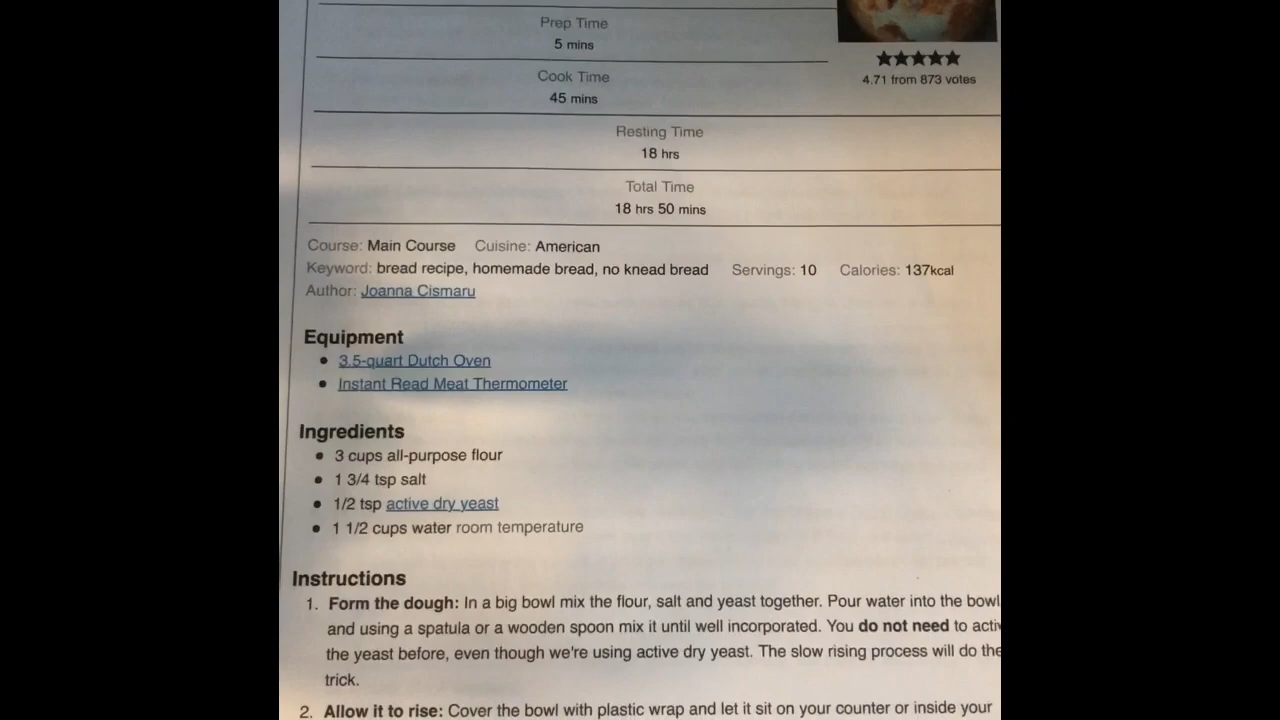 Prep Time
5 mins
★★★★★
Cook Time
4.71 from 873 votes
45 mins
Resting Time
18 hrs
Total Time
18 hrs 50 mins
Course: Main Course Cuisine: American
Keyword: bread recipe, homemade bread, no knead bread Servings: 10 Calories: 137kcal
Author: Joanna Cismaru
Equipment
• 3.5-quart Dutch Oven
• Instant Read Meat Thermometer
Ingredients
• 3 cups all-purpose flour
• 1 3/4 tsp salt
• 1/2 tsp active dry yeast
• 1 1/2 cups water room temperature
Instructions
1. Form the dough: In a big bowl mix the flour, salt and yeast together. Pour water into the bowl
and using a spatula or a wooden spoon mix it until well incorporated. You do not need to
the yeast before, even though we're using active dry yeast. The slow rising process will do the
trick.
2. Allow it to rise: Cover the bowl with plastic wrap and let it sit on your counter or inside your